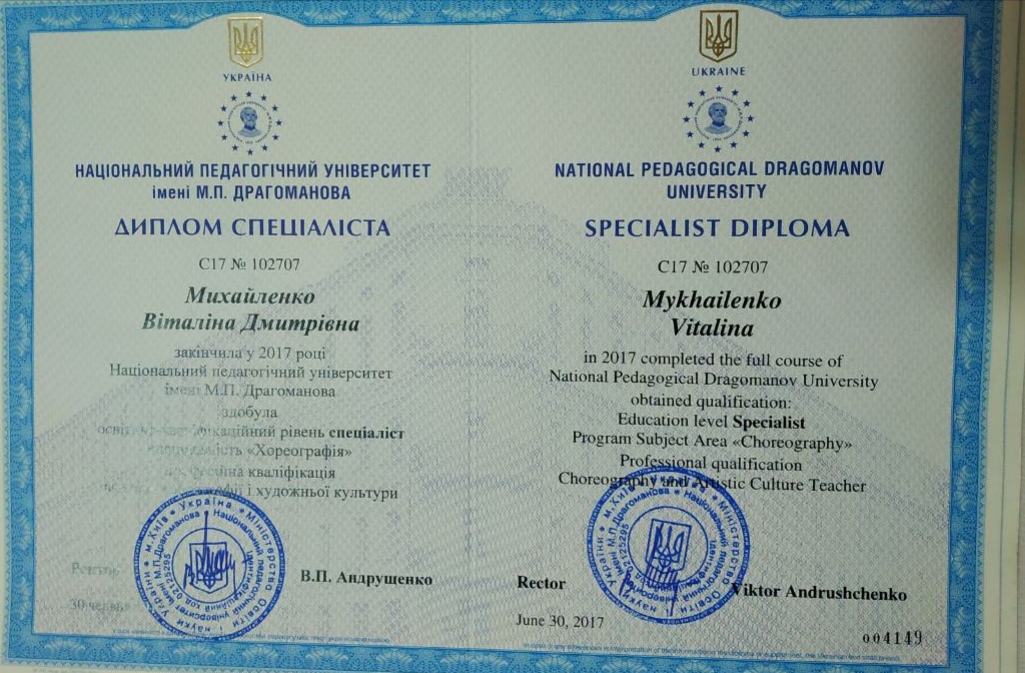 УКРАЇНА
НАЦІОНАЛЬНИЙ ПЕДАГОГІЧНИЙ УНІВЕРСИТЕТ
імені М.П. ДРАГОМАНОВА
ДИПЛОМ СПЕЦІАЛІСТА
С17 № 102707
Михайленко
Віталіна Дмитрівна
закінчила у 2017 році
Національний педагогічний університет
імені М.П. Драгоманова
здобула
рівень спеціаліст
«Хореографія»
кваліфікація
і художньої культури
В.П. Андрущенко
UKRAINE
NATIONAL PEDAGOGICAL DRAGOMANOV
UNIVERSITY
SPECIALIST DIPLOMA
C17 № 102707
Mykhailenko
Vitalina
in 2017 completed the full course of
National Pedagogical Dragomanov University
obtained qualification:
Education level Specialist
Program Subject Area «Choreography»
Professional qualification
Choreography and Artistic Culture Teacher
Rector
Viktor Andrushchenko
June 30, 2017
004149